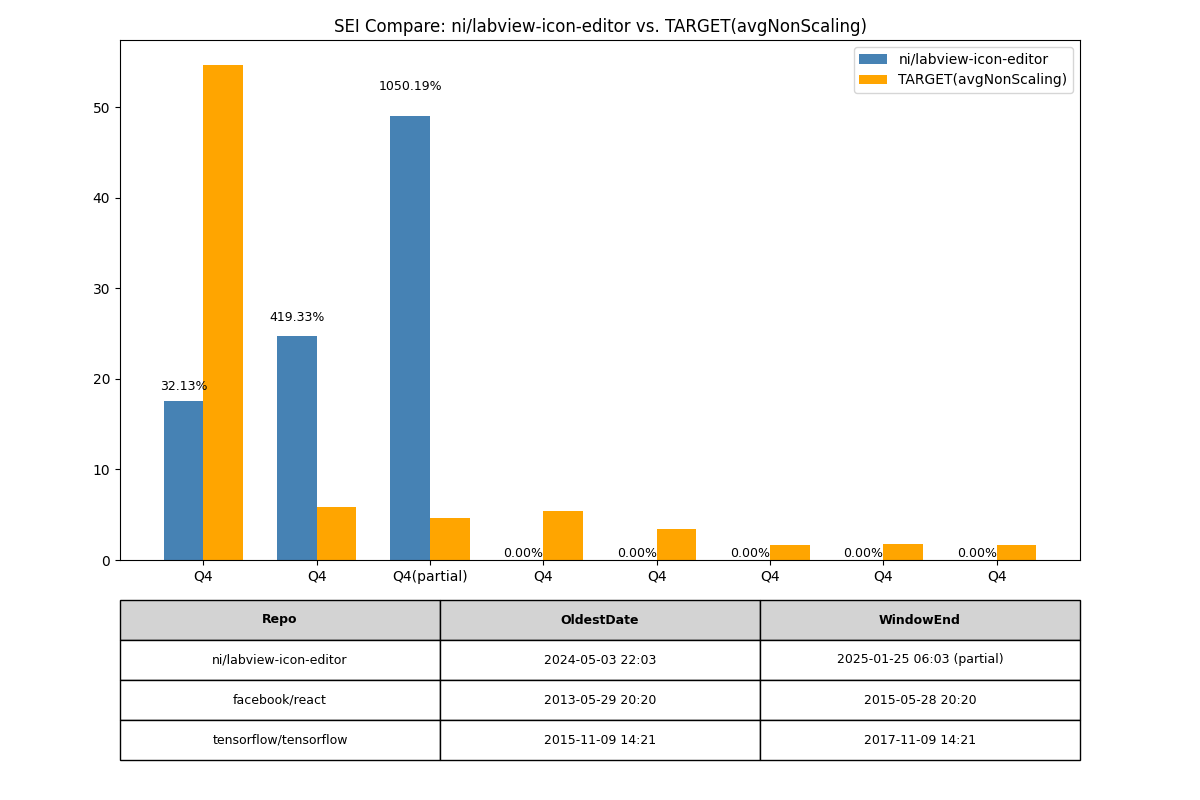 SEI Compare: ni/labview-icon-editor vs. TARGET(avgNonScaling)
ni/labview-icon-editor
TARGET(avgNonScaling)
50
40
30
20
10
0
32.13%
419.33%
1050.19%
0.00%
0.00%
0.00%
0.00%
0.00%
Q4
Q4
Q4(partial)
Q4
Q4
Q4
Q4
Q4
Repo OldestDate WindowEnd
ni/labview-icon-editor 2024-05-03 22:03 2025-01-25 06:03 (partial)
facebook/react 2013-05-29 20:20 2015-05-28 20:20
tensorflow/tensorflow 2015-11-09 14:21 2017-11-09 14:21